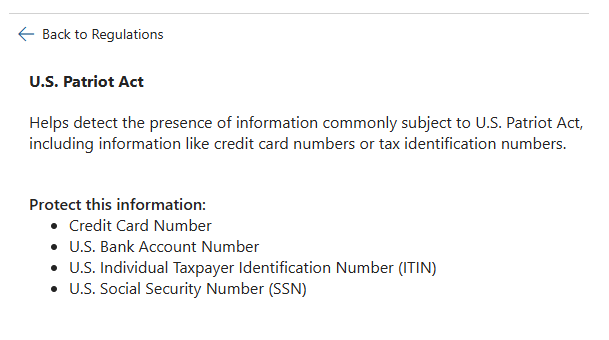 Back to Regulations
U.S. Patriot Act
Helps detect the presence of information commonly subject to U.S. Patriot Act,
including information like credit card numbers or tax identification numbers.
Protect this information:
• Credit Card Number
• U.S. Bank Account Number
• U.S. Individual Taxpayer Identification Number (ITIN)
• U.S. Social Security Number (SSN)